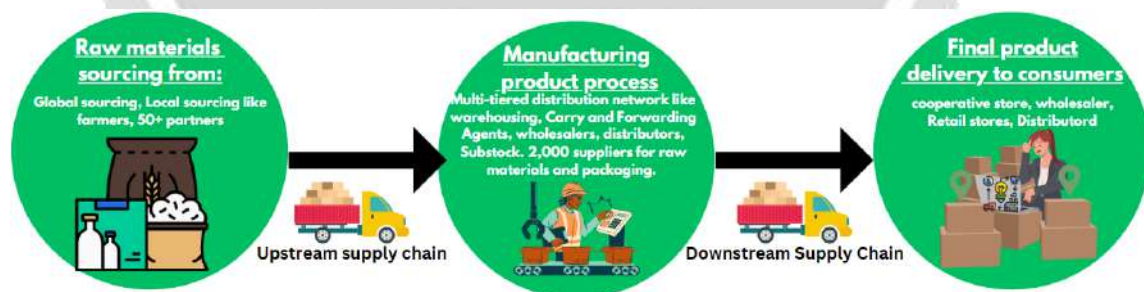 Raw materials
sourcing from:
Global sourcing, Local sourcing like
farmers, 50+ partners
Upstream supply chain
Manufacturing
product process
Multi-tiered distribution network like
warehousing, Carry and Forwarding
Agents, wholesalers, distributors,
Substock. 2,000 suppliers for raw
materials and packaging.
Downstream Supply Chain
Final product
delivery to consumers
cooperative store, wholesaler,
Retail stores, Distributord